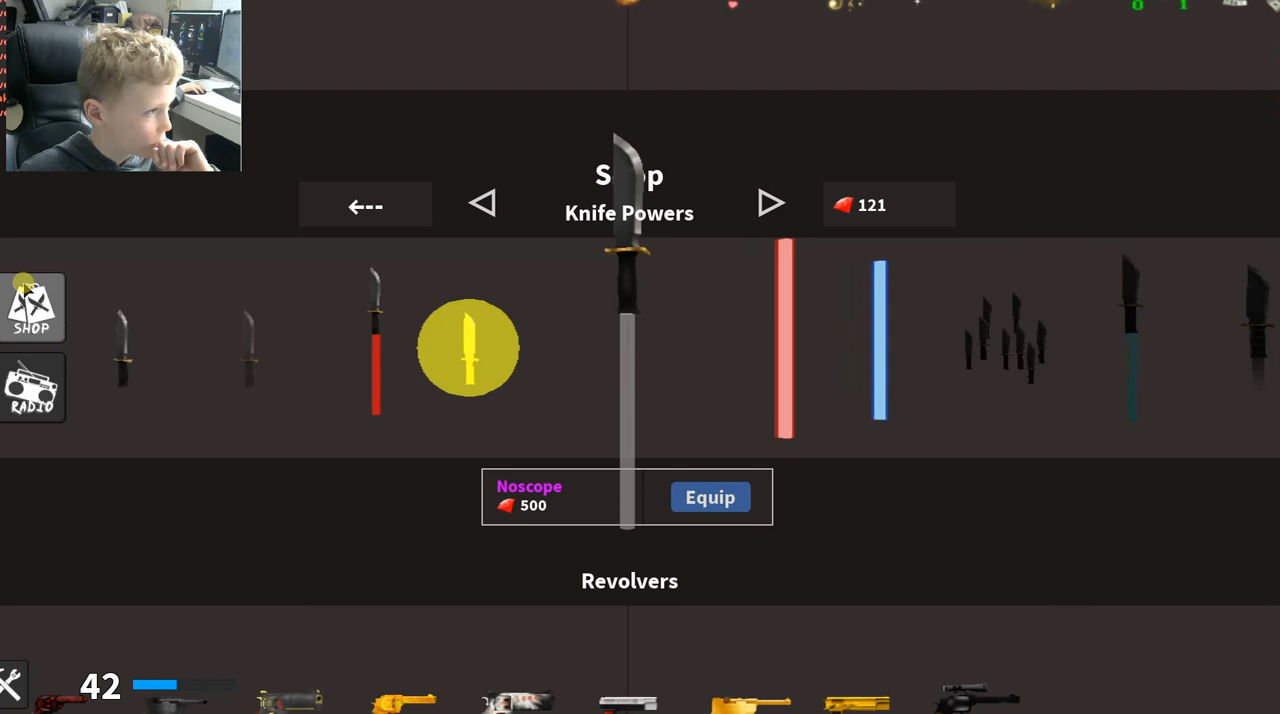 Shop
←--
Knife Powers
121
SHOP
RADIO
Noscope
500
Equip
Revolvers
42